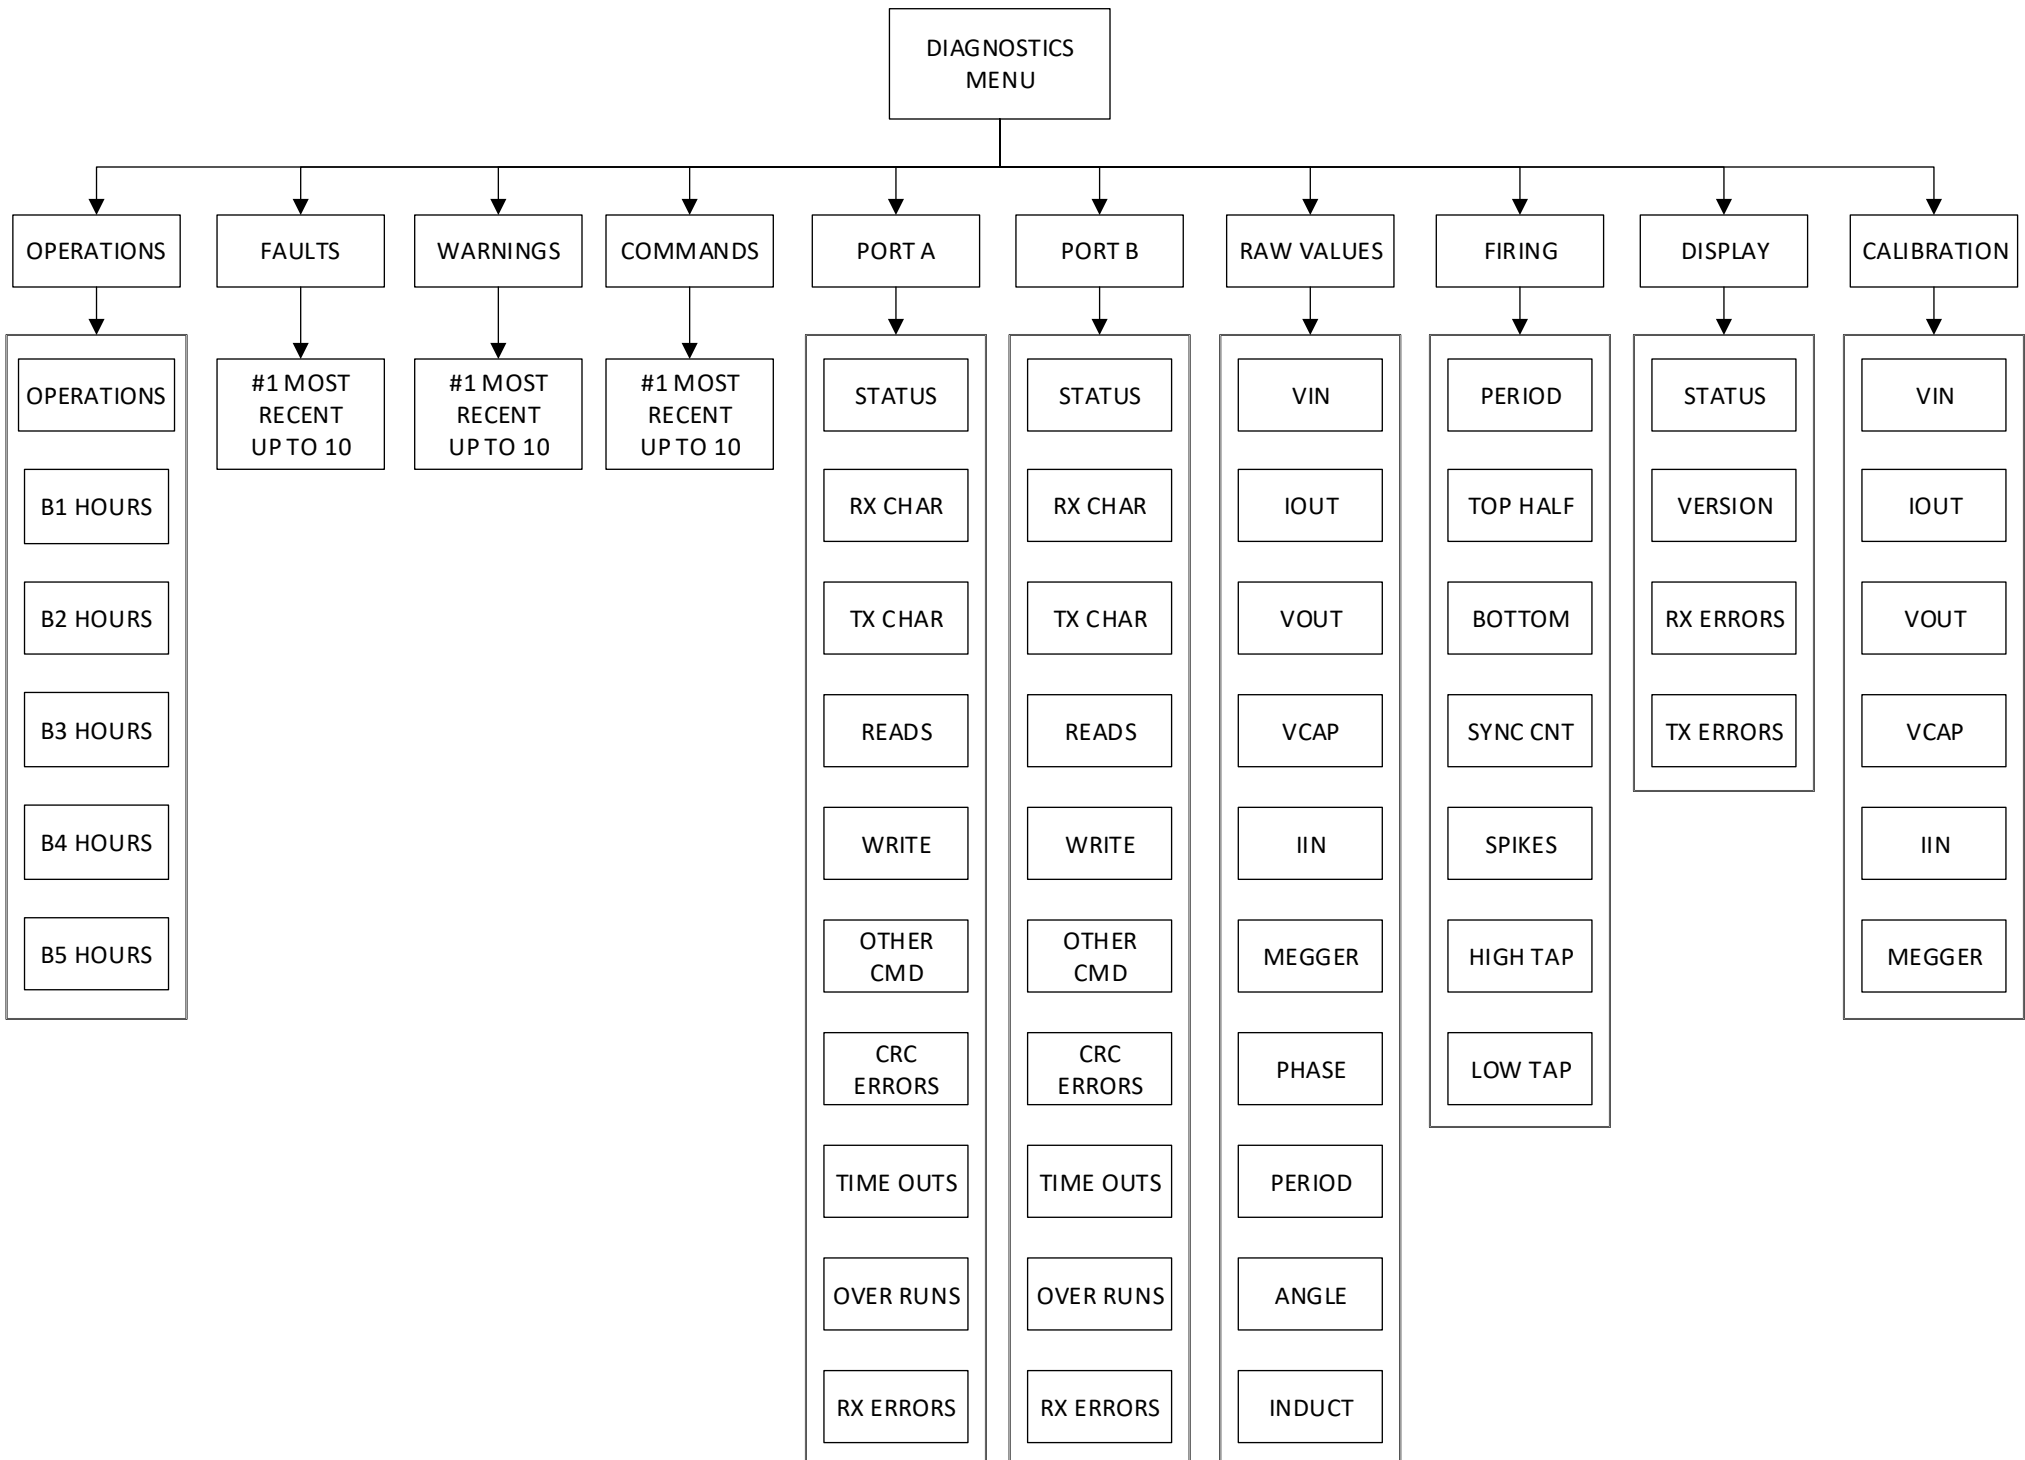 DIAGNOSTICS
MENU
OPERATIONS
FAULTS
WARNINGS
COMMANDS
PORT A
PORT B
RAW VALUES
FIRING
DISPLAY
CALIBRATION
OPERATIONS
B1 HOURS
B2 HOURS
B3 HOURS
B4 HOURS
B5 HOURS
#1 MOST
RECENT
UP TO 10
#1 MOST
RECENT
UP TO 10
#1 MOST
RECENT
UP TO 10
STATUS
RX CHAR
TX CHAR
READS
WRITE
OTHER
CMD
CRC
ERRORS
TIME OUTS
OVER RUNS
RX ERRORS
STATUS
RX CHAR
TX CHAR
READS
WRITE
OTHER
CMD
CRC
ERRORS
TIME OUTS
OVER RUNS
RX ERRORS
VIN
IOUT
VOUT
VCAP
IIN
MEGGER
PHASE
PERIOD
ANGLE
INDUCT
PERIOD
TOP HALF
BOTTOM
SYNC CNT
SPIKES
HIGH TAP
LOW TAP
STATUS
VERSION
RX ERRORS
TX ERRORS
VIN
IOUT
VOUT
VCAP
IIN
MEGGER